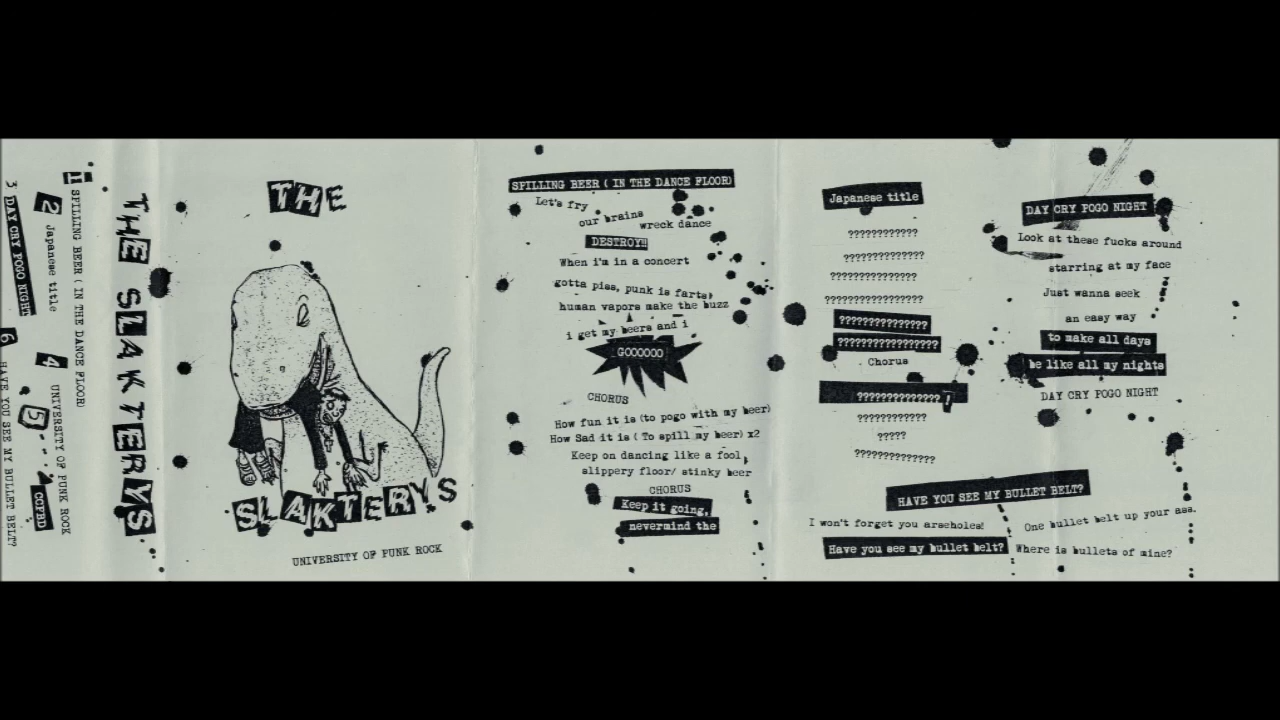 1 SPILLING BEER ( IN THE DANCE FLOOR)
2 Japanese title
3 DAY CRY POGO NIGHT
4 UNIVERSITY OF PUNK ROCK
5 COPBD
6 HAVE YOU SEE MY BULLET BELT?
THE SLAKTERYS
THE
SLAKTERYS
UNIVERSITY OF PUNK ROCK
SPILLING BEER ( IN THE DANCE FLOOR)
Let's fry
our brains
wreck dance
DESTROY!!
When i'm in a concert
gotta piss, punk is farts,
human vapors make the buzz
i get my beers and i
GOOOOOO
CHORUS
How fun it is (to pogo with my beer)
How Sad it is ( To spill my beer) x2
Keep on dancing like a fool,
slippery floor/ stinky beer
CHORUS
Keep it going,
nevermind the
Japanese title
????????????
??????????????
???????????????
?????????????????
???????????????
?????????????????
Chorus
?????????????? !
????????????
?????
??????????????
DAY CRY POGO NIGHT
Look at these fucks around
starring at my face
Just wanna seek
an easy way
to make all days
be like all my nights
DAY CRY POGO NIGHT
HAVE YOU SEE MY BULLET BELT?
I won't forget you arseholes!
Have you see my bullet belt?
One bullet belt up your ass.
Where is bullets of mine?